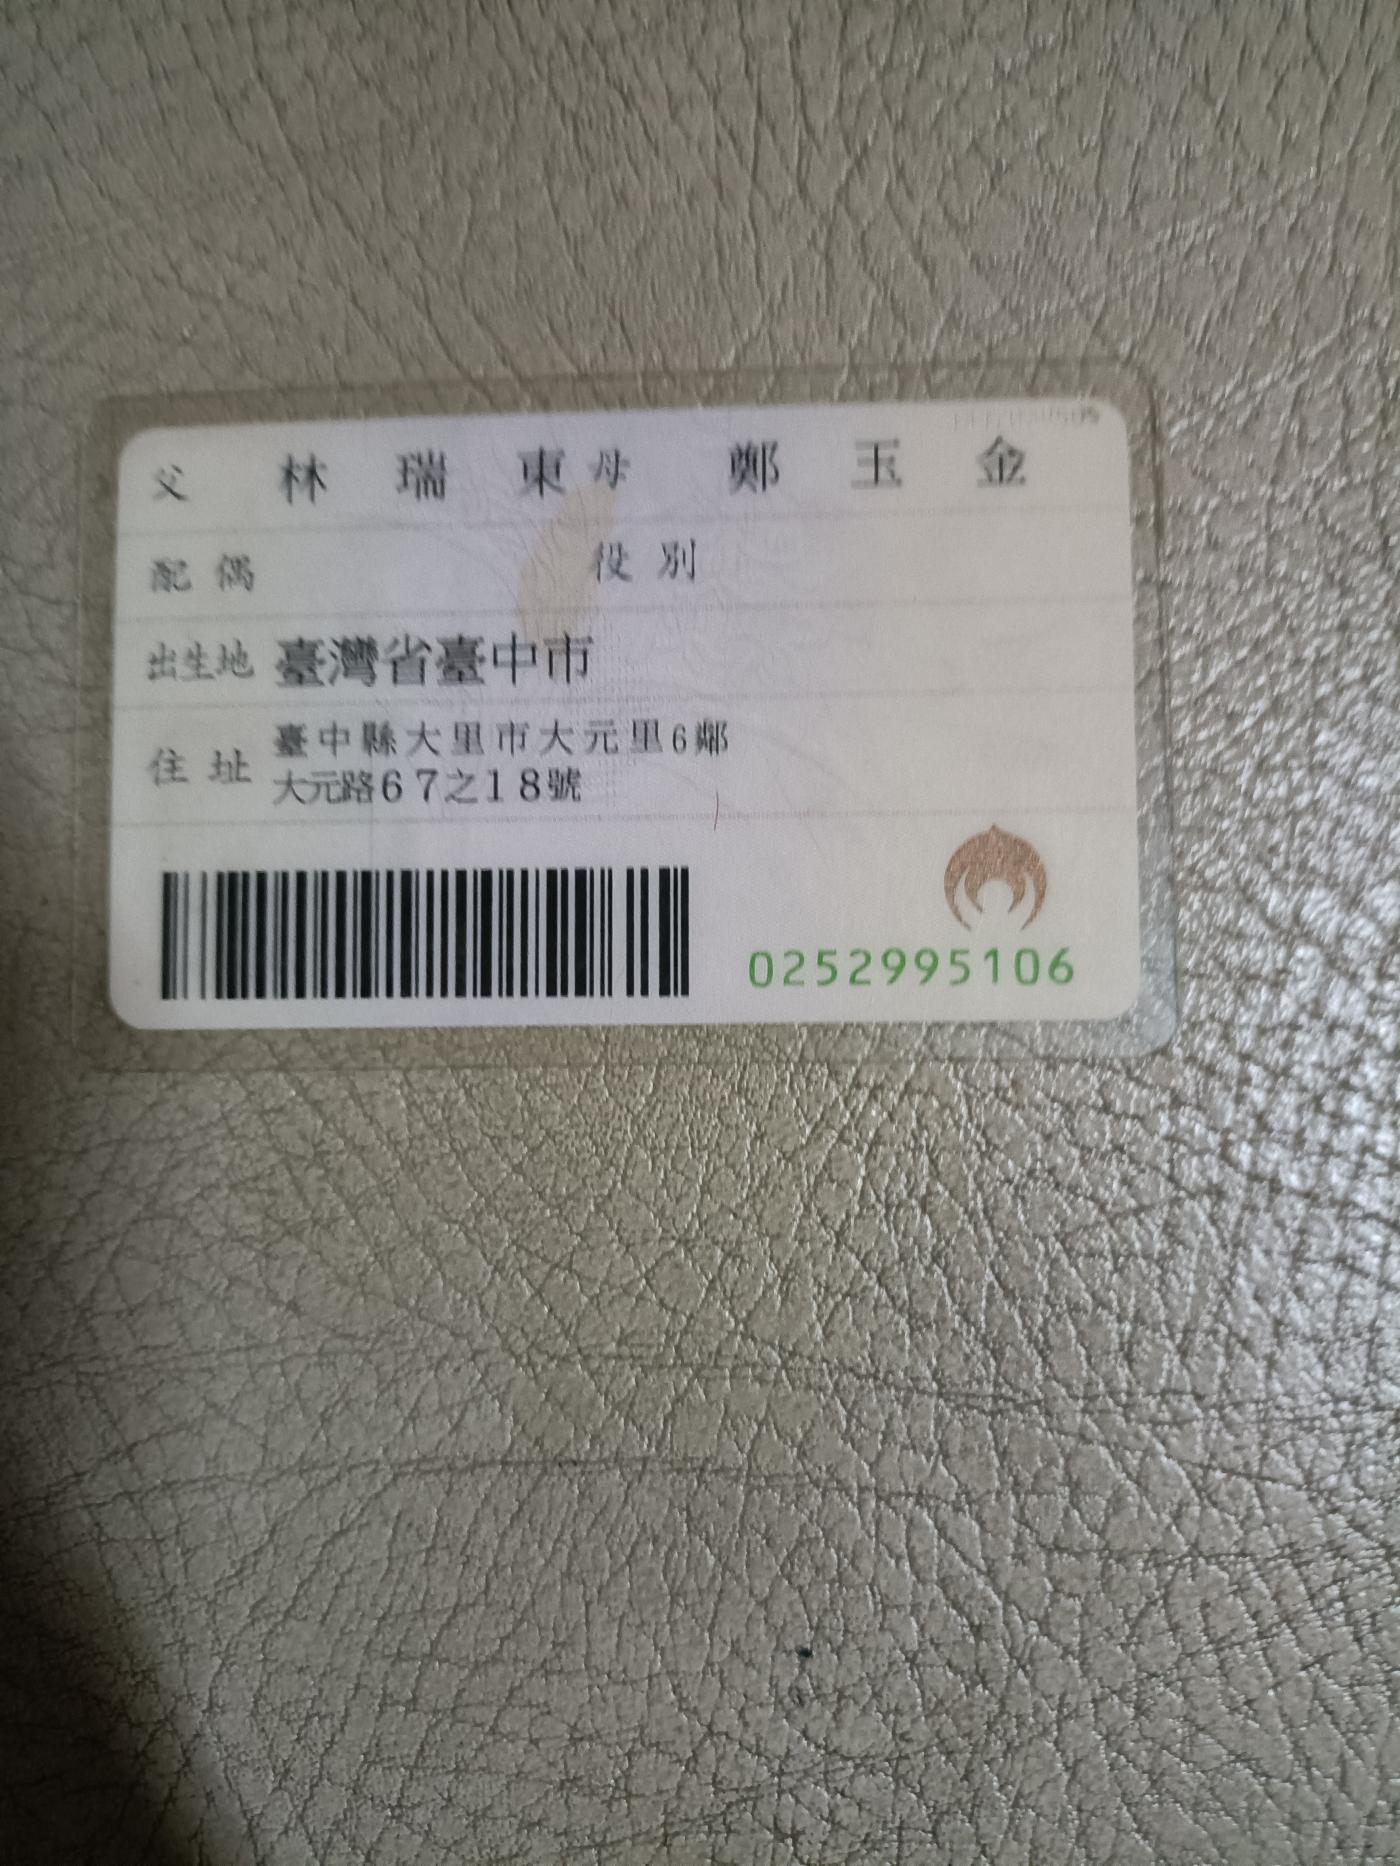 父 林瑞東 母 鄭玉金
配偶 役別
出生地 臺灣省臺中市
住址 臺中縣大里市大元里6鄰
大元路67之18號
0252995106